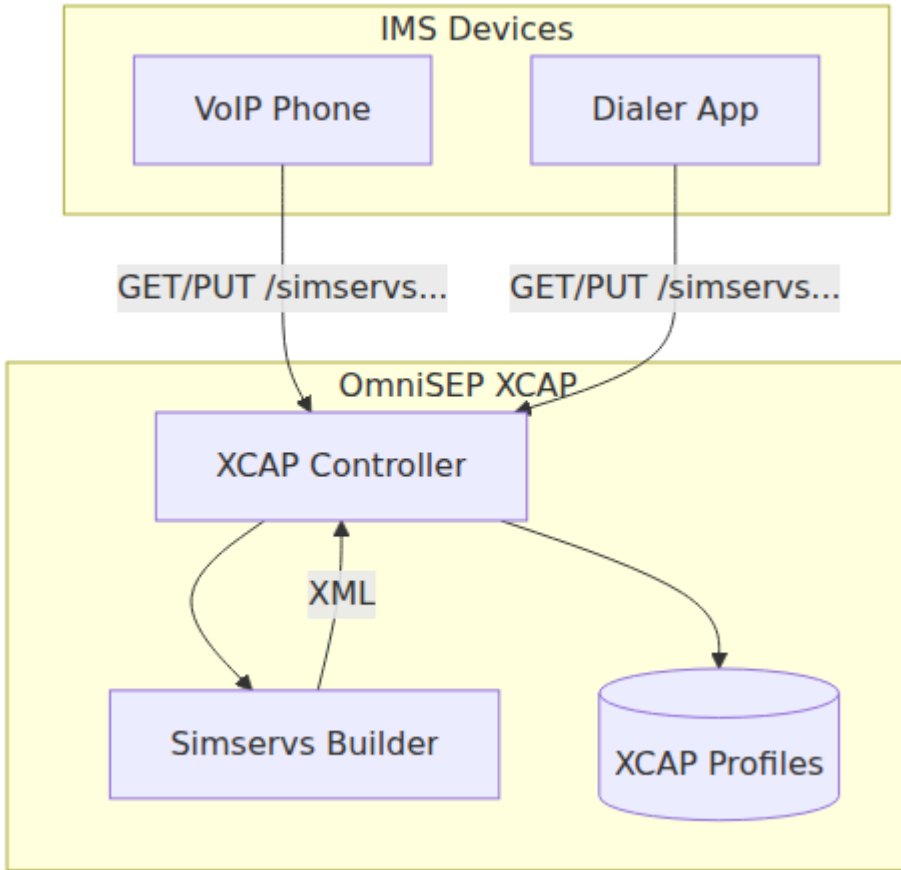 IMS Devices
VoIP Phone
Dialer App
GET/PUT /simservs...
GET/PUT /simservs...
OmniSEP XCAP
XCAP Controller
XML
Simservs Builder
XCAP Profiles